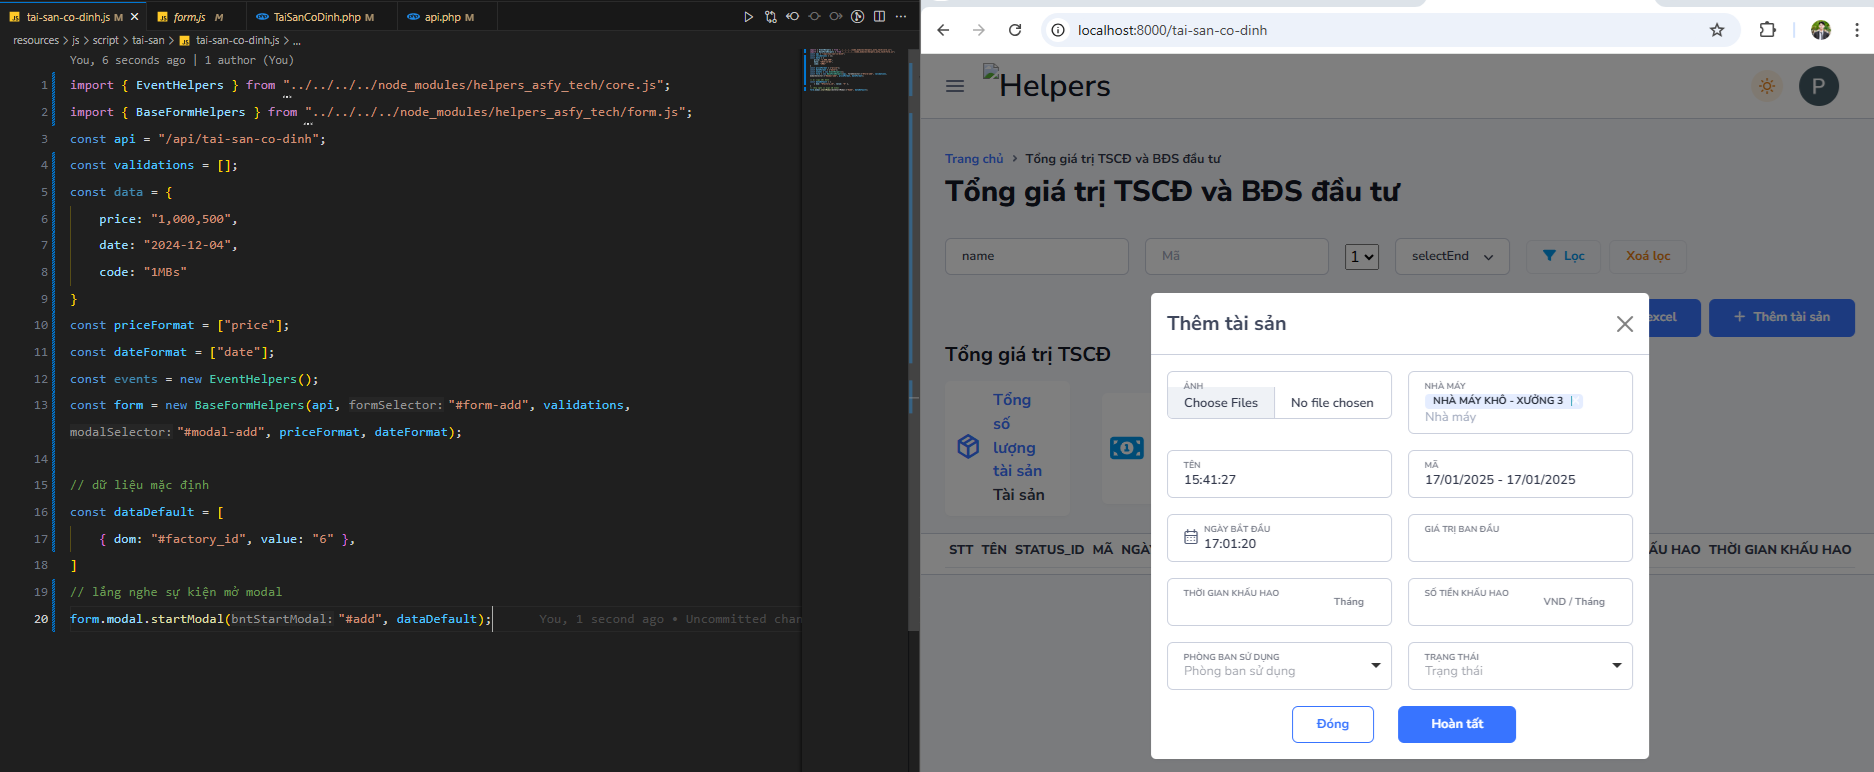 tai-san-co-dinh.js M
form.js M
TaiSanCoDinh.php M
api.php M
resources > js > script > tai-san > tai-san-co-dinh.js > ...
You, 6 seconds ago | 1 author (You)
1 import { EventHelpers } from "../../../../node_modules/helpers_asfy_tech/core.js";
2 import { BaseFormHelpers } from "../../../../node_modules/helpers_asfy_tech/form.js";
3 const api = "/api/tai-san-co-dinh";
4 const validations = [];
5 const data = {
6 price: "1,000,500",
7 date: "2024-12-04",
8 code: "1MBs"
9 }
10 const priceFormat = ["price"];
11 const dateFormat = ["date"];
12 const events = new EventHelpers();
13 const form = new BaseFormHelpers(api, formSelector: "#form-add", validations,
modalSelector: "#modal-add", priceFormat, dateFormat);
14
15 // dữ liệu mặc định
16 const dataDefault = [
17 { dom: "#factory_id", value: "6" },
18 ]
19 // lắng nghe sự kiện mở modal
20 form.modal.startModal(bntStartModal: "#add", dataDefault); You, 1 second ago • Uncommitted chan
localhost:8000/tai-san-co-dinh
Helpers
P
Trang chủ > Tổng giá trị TSCĐ và BĐS đầu tư
Tổng giá trị TSCĐ và BĐS đầu tư
name
Mã
1
selectEnd
Lọc
Xoá lọc
excel
+ Thêm tài sản
Tổng giá trị TSCĐ
Tổng
số
lượng
tài sản
Tài sản
STT TÊN STATUS_ID MÃ NGÀ
ẤU HAO THỜI GIAN KHẤU HAO
Thêm tài sản
ẢNH
Choose Files No file chosen
NHÀ MÁY
NHÀ MÁY KHÔ - XƯỞNG 3
Nhà máy
TÊN
15:41:27
MÃ
17/01/2025 - 17/01/2025
NGÀY BẮT ĐẦU
17:01:20
GIÁ TRỊ BAN ĐẦU
THỜI GIAN KHẤU HAO
Tháng
SỐ TIỀN KHẤU HAO
VND / Tháng
PHÒNG BAN SỬ DỤNG
Phòng ban sử dụng
TRẠNG THÁI
Trạng thái
Đóng
Hoàn tất